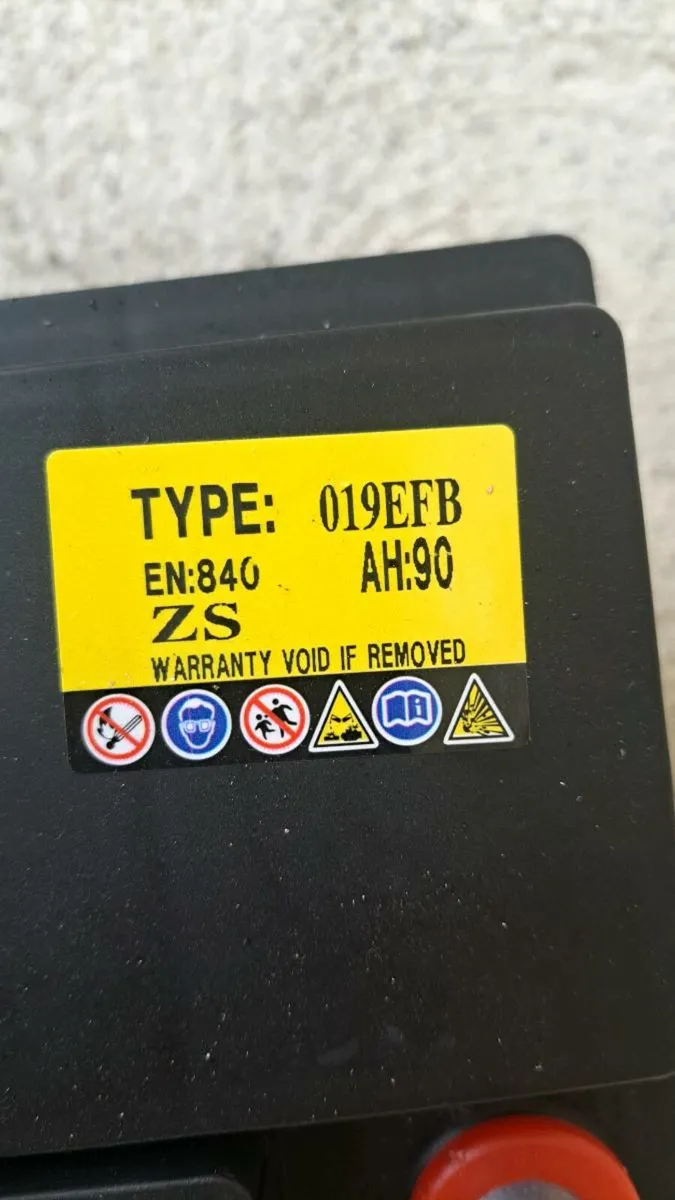 TYPE: 019EFB
EN:840 AH:90
ZS
WARRANTY VOID IF REMOVED